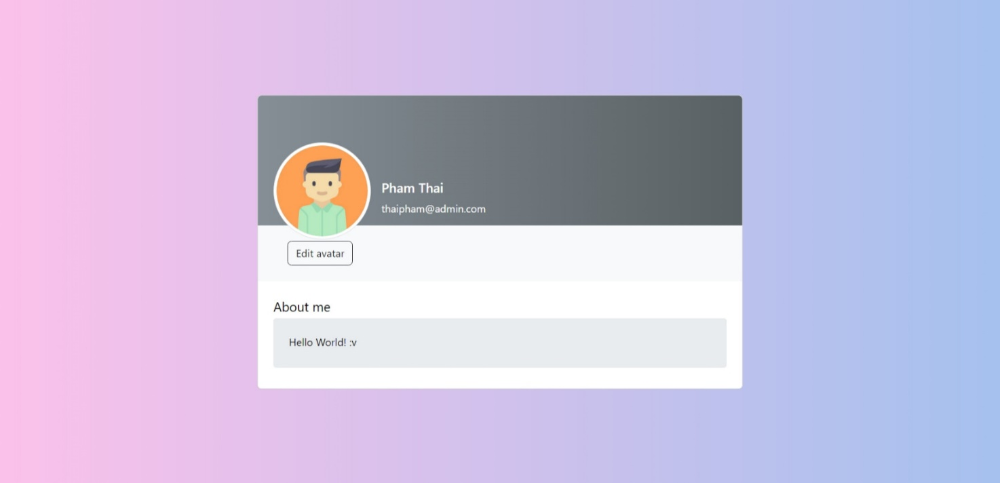 Pham Thai
thaipham@admin.com
Edit avatar
About me
Hello World! :v